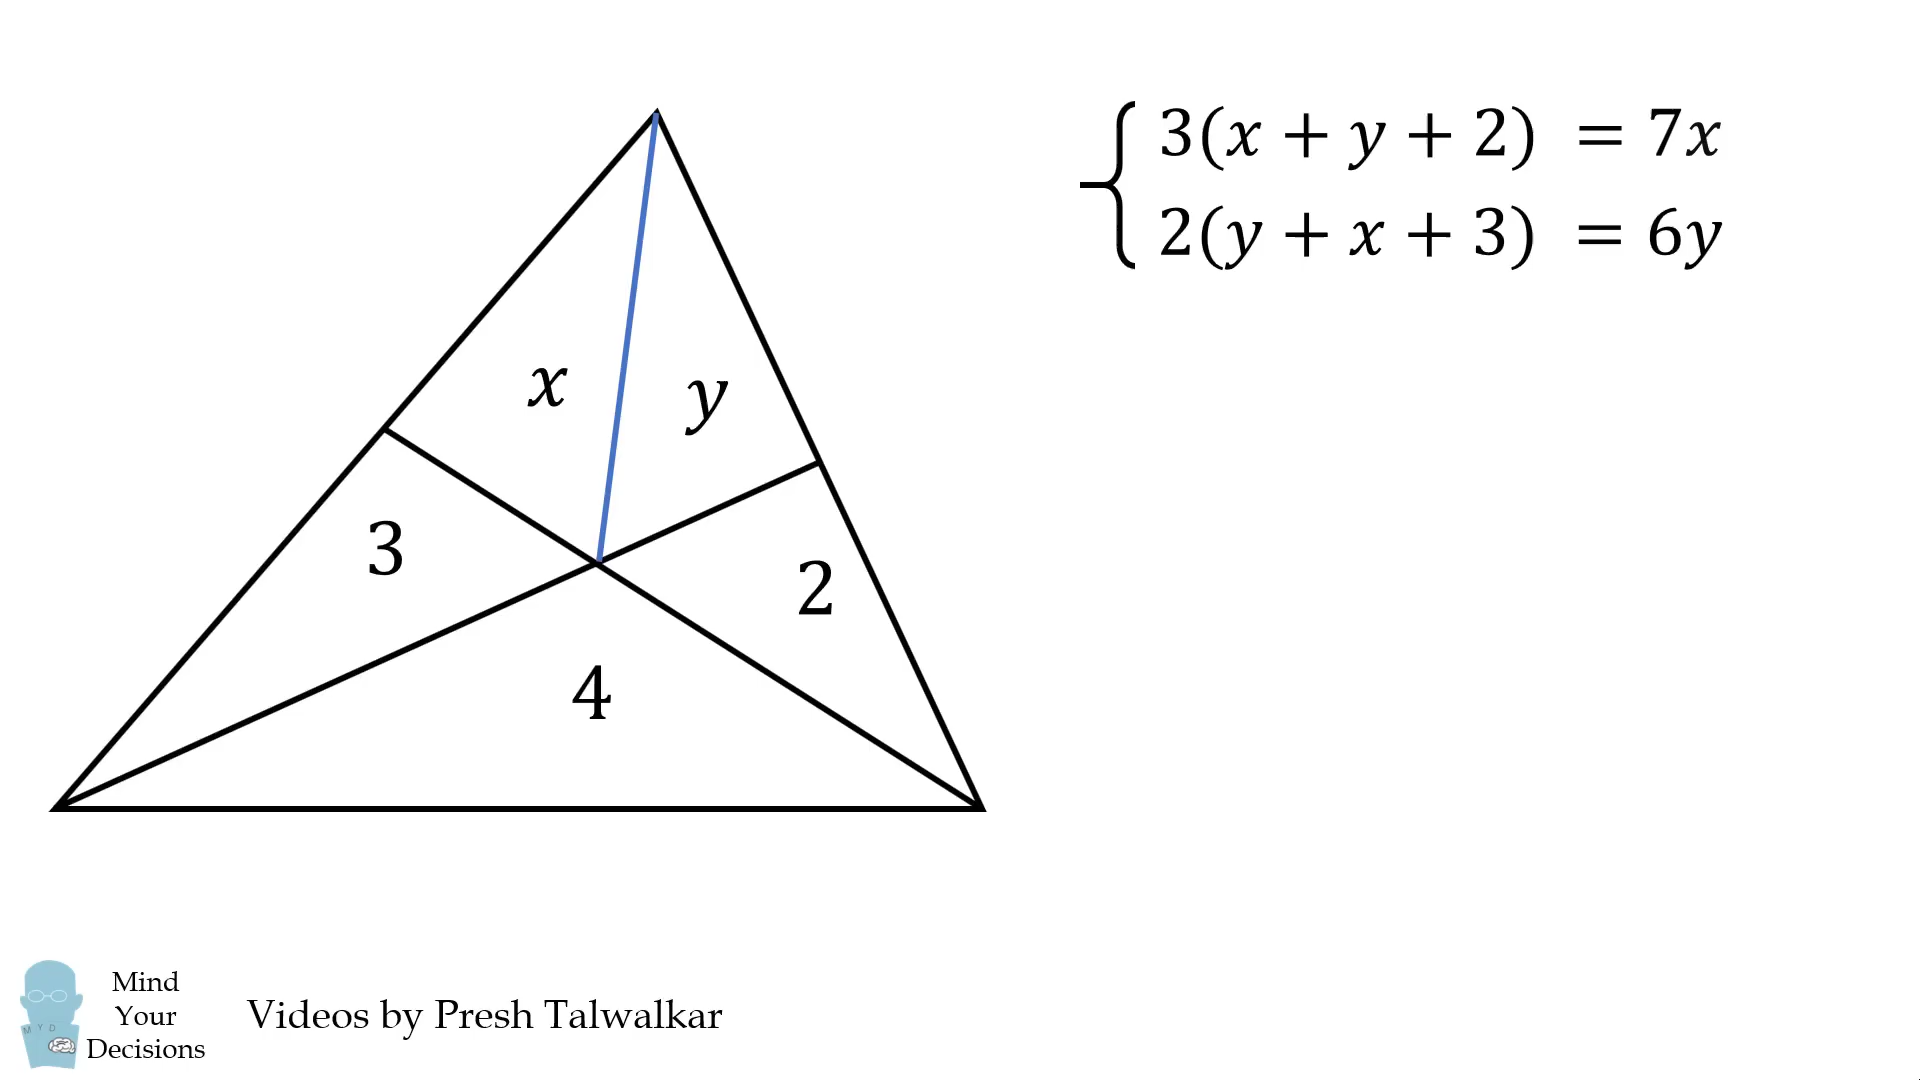 3(x + y + 2) = 7x
2(y + x + 3) = 6y
x
y
3
2
4
Mind
Your
Decisions
M Y D
Videos by Presh Talwalkar